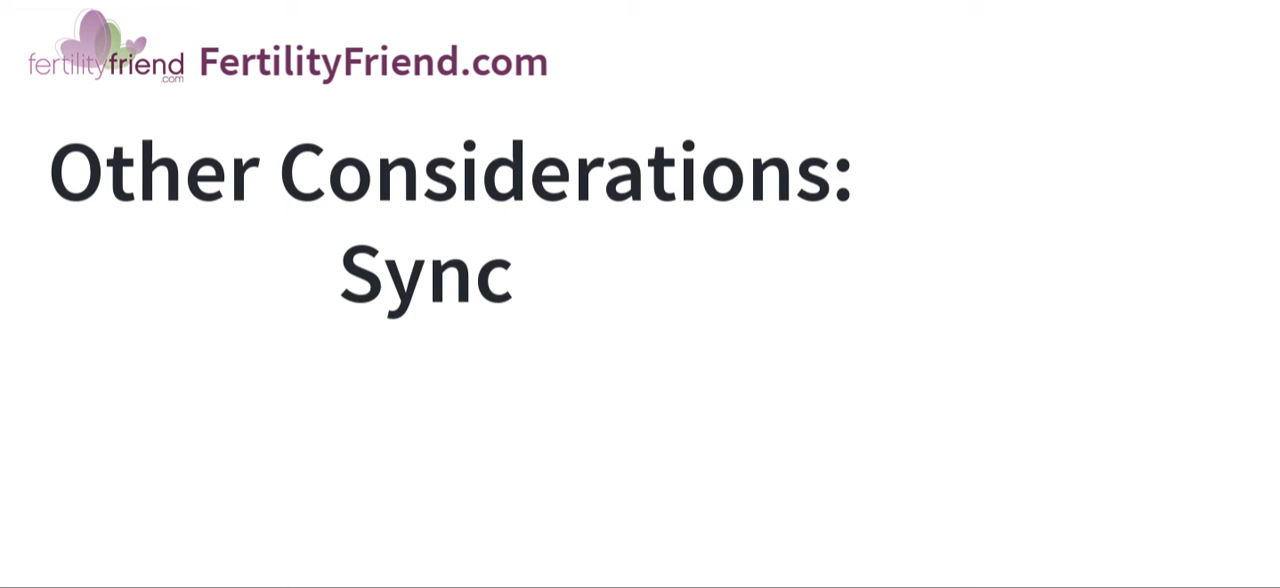 fertilityfriend
.com
FertilityFriend.com
Other Considerations:
Sync